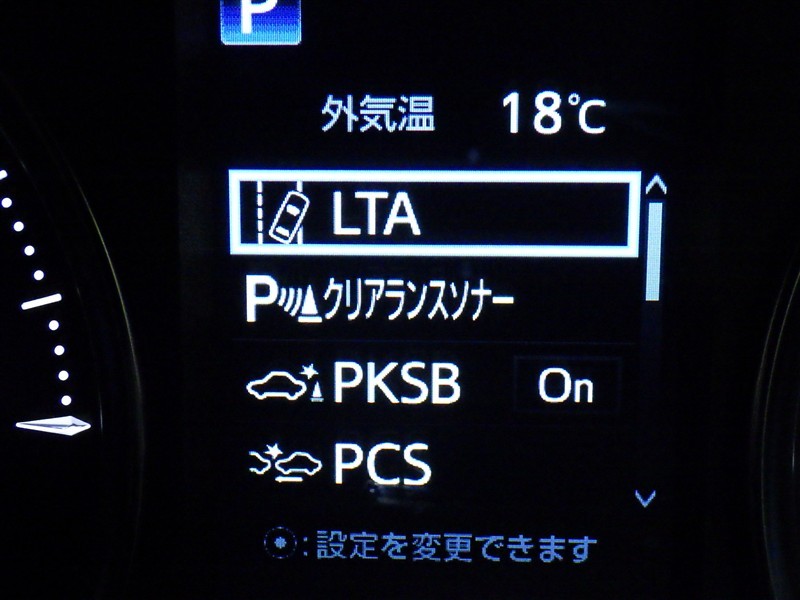 P
外気温 18℃
LTA
Pクリアランスソナー
PKSB On
PCS
:設定を変更できます